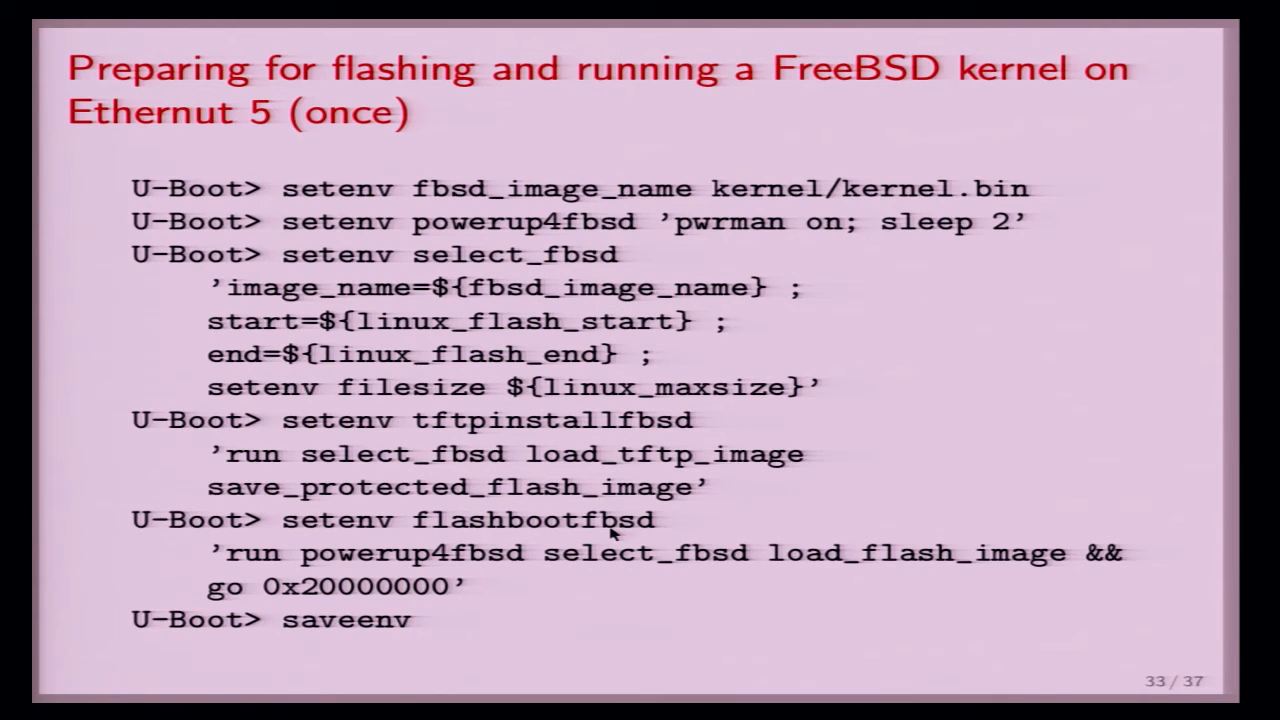 Preparing for flashing and running a FreeBSD kernel on
Ethernut 5 (once)
U-Boot> setenv fbsd_image_name kernel/kernel.bin
U-Boot> setenv powerup4fbsd 'pwrman on; sleep 2'
U-Boot> setenv select_fbsd
'image_name=${fbsd_image_name} ;
start=${linux_flash_start} ;
end=${linux_flash_end} ;
setenv filesize ${linux_maxsize}'
U-Boot> setenv tftpinstallfbsd
'run select_fbsd load_tftp_image
save_protected_flash_image'
U-Boot> setenv flashbootfbsd
'run powerup4fbsd select_fbsd load_flash_image &&
go 0x20000000'
U-Boot> saveenv
33 / 37